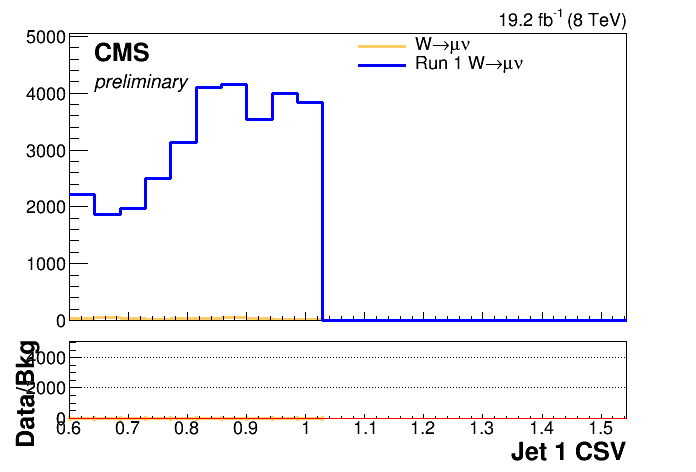 19.2 fb⁻¹ (8 TeV)
5000
4000
3000
2000
1000
0
CMS
preliminary
W→μν
Run 1 W→μν
Data/Bkg
4000
2000
0
0.6 0.7 0.8 0.9 1 1.1 1.2 1.3 1.4 1.5
Jet 1 CSV